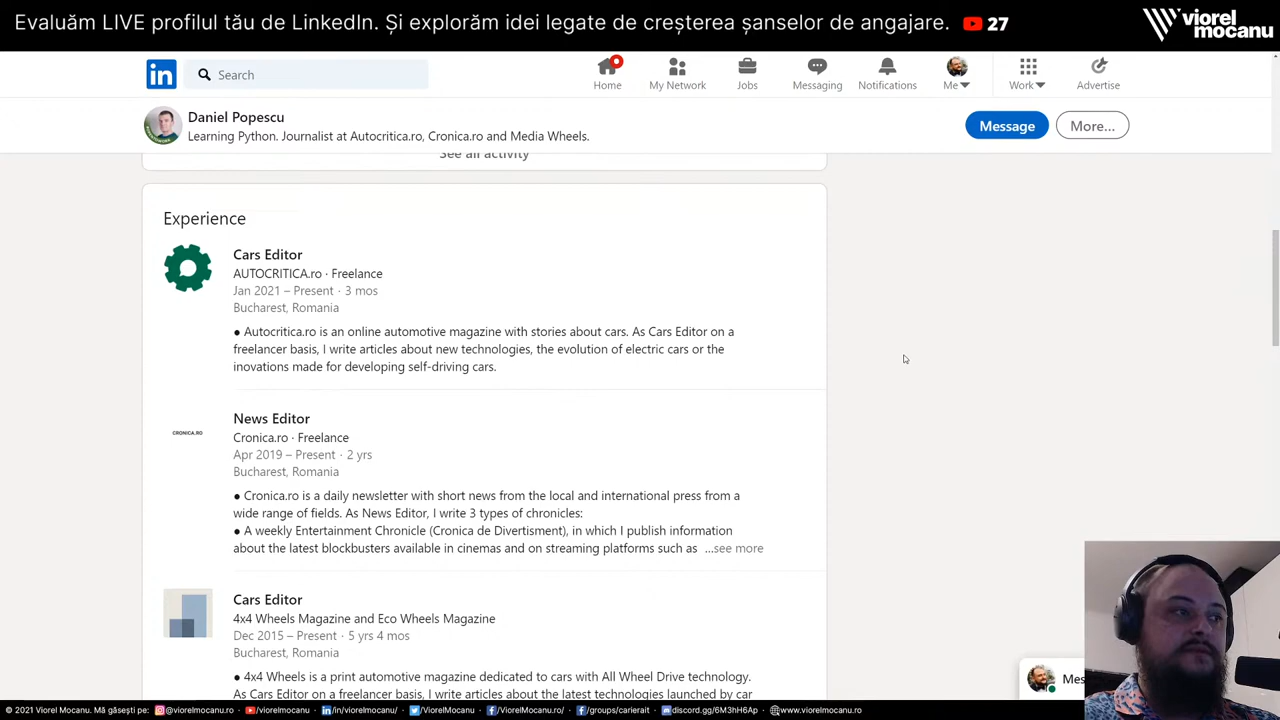 Evaluăm LIVE profilul tău de LinkedIn. Și explorăm idei legate de creșterea șanselor de angajare.
27
viorel
mocanu
in
Search
Home
My Network
Jobs
Messaging
Notifications
Me
Work
Advertise
Daniel Popescu
Learning Python. Journalist at Autocritica.ro, Cronica.ro and Media Wheels.
Message
More...
See all activity
Experience
Cars Editor
AUTOCRITICA.ro · Freelance
Jan 2021 – Present · 3 mos
Bucharest, Romania
● Autocritica.ro is an online automotive magazine with stories about cars. As Cars Editor on a
freelancer basis, I write articles about new technologies, the evolution of electric cars or the
inovations made for developing self-driving cars.
CRONICA.RO
News Editor
Cronica.ro · Freelance
Apr 2019 – Present · 2 yrs
Bucharest, Romania
● Cronica.ro is a daily newsletter with short news from the local and international press from a
wide range of fields. As News Editor, I write 3 types of chronicles:
● A weekly Entertainment Chronicle (Cronica de Divertisment), in which I publish information
about the latest blockbusters available in cinemas and on streaming platforms such as ...see more
Cars Editor
4x4 Wheels Magazine and Eco Wheels Magazine
Dec 2015 – Present · 5 yrs 4 mos
Bucharest, Romania
● 4x4 Wheels is a print automotive magazine dedicated to cars with All Wheel Drive technology.
As Cars Editor on a freelancer basis, I write articles about the latest technologies launched by car
Mes
© 2021 Viorel Mocanu. Mă găsești pe: @viorelmocanu.ro /viorelmocanu /in/viorelmocanu/ /ViorelMocanu /ViorelMocanu.ro /groups/carierait discord.gg/6M3hH6Ap www.viorelmocanu.ro